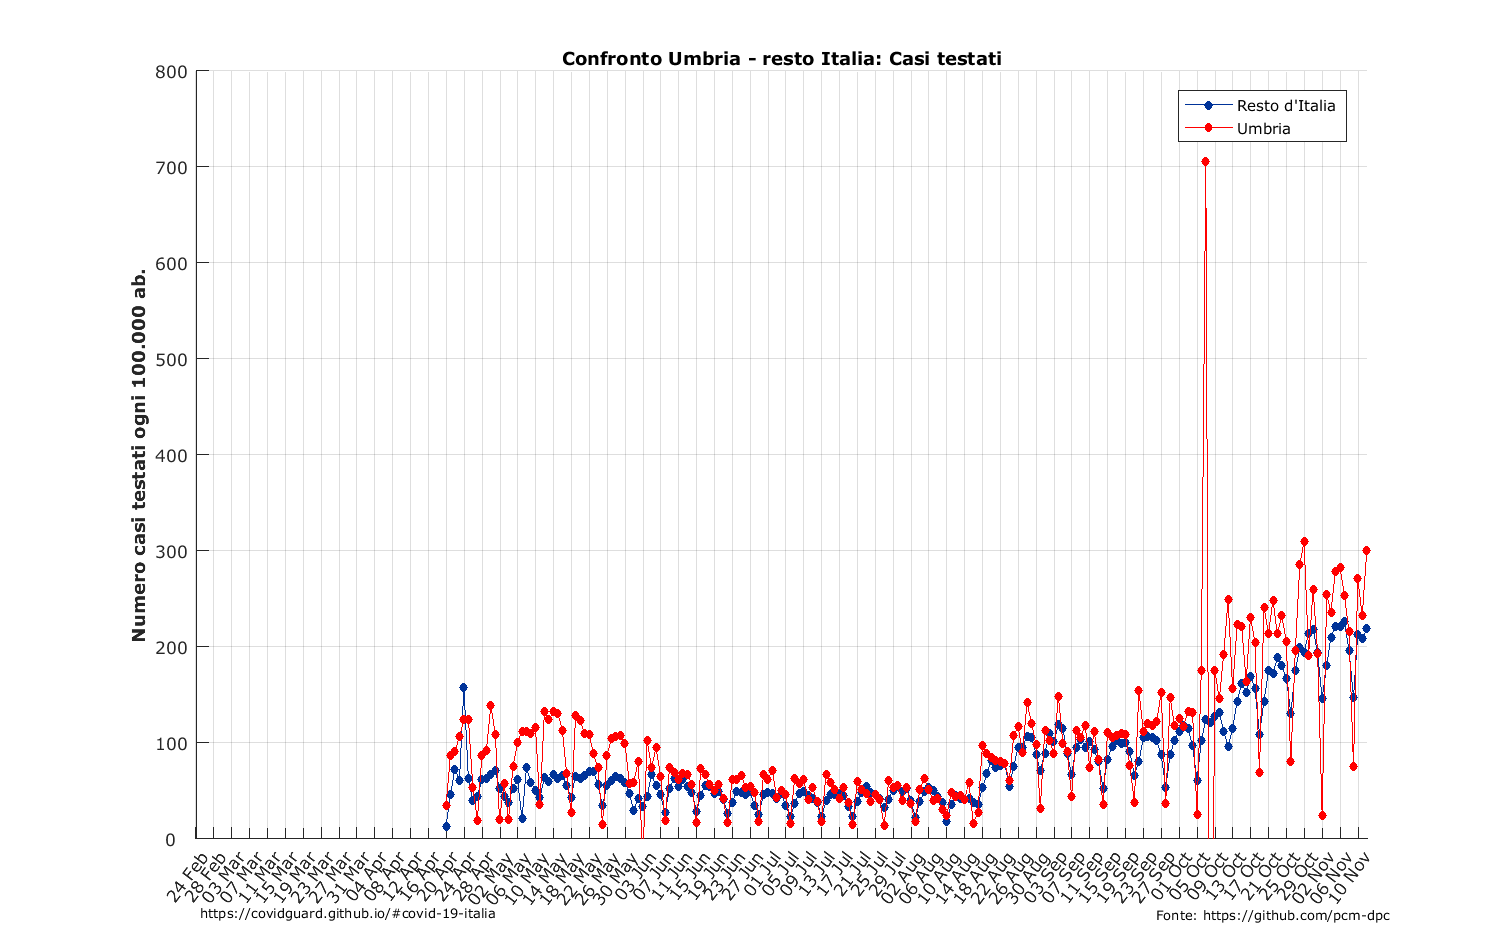 Confronto Umbria - resto Italia: Casi testati
800
700
600
500
400
300
200
100
0
Numero casi testati ogni 100.000 ab.
Resto d'Italia
Umbria
24 Feb
28 Feb
03 Mar
07 Mar
11 Mar
15 Mar
19 Mar
23 Mar
27 Mar
31 Mar
04 Apr
08 Apr
12 Apr
16 Apr
20 Apr
24 Apr
28 Apr
02 May
06 May
10 May
14 May
18 May
22 May
26 May
30 May
03 Jun
07 Jun
11 Jun
15 Jun
19 Jun
23 Jun
27 Jun
01 Jul
05 Jul
09 Jul
13 Jul
17 Jul
21 Jul
25 Jul
29 Jul
02 Aug
06 Aug
10 Aug
14 Aug
18 Aug
22 Aug
26 Aug
30 Aug
03 Sep
07 Sep
11 Sep
15 Sep
19 Sep
23 Sep
27 Sep
01 Oct
05 Oct
09 Oct
13 Oct
17 Oct
21 Oct
25 Oct
29 Oct
02 Nov
06 Nov
10 Nov
https://covidguard.github.io/#covid-19-italia
Fonte: https://github.com/pcm-dpc